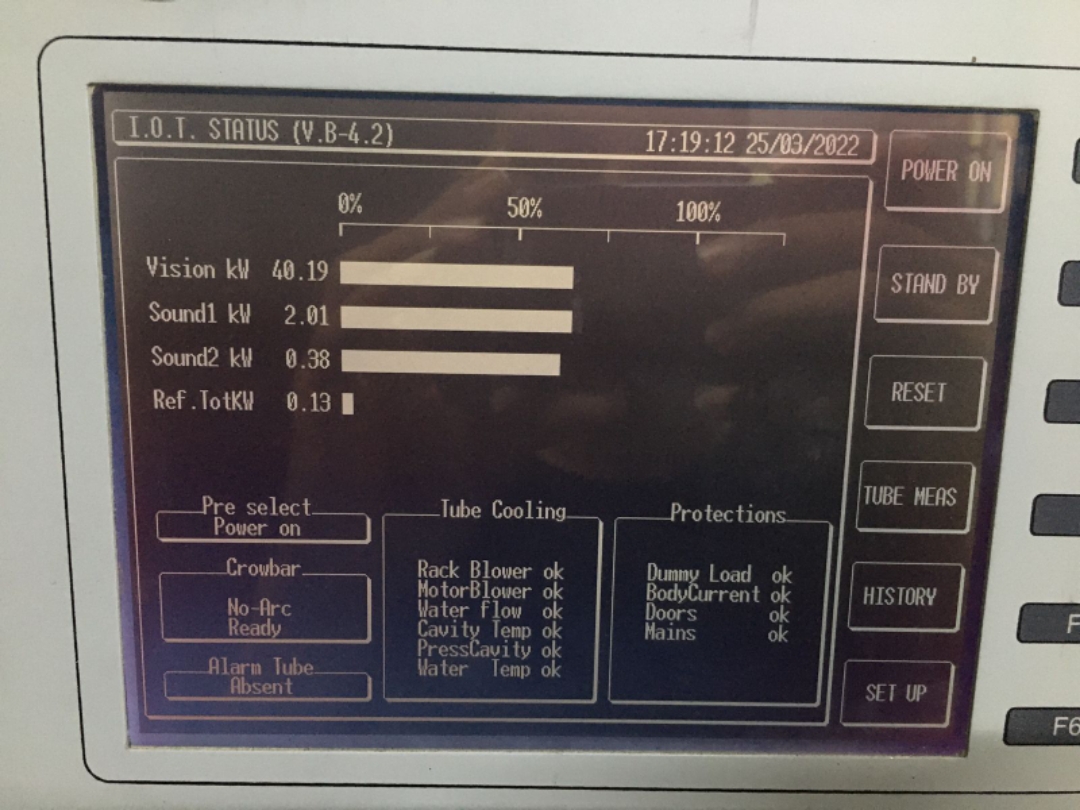 I.O.T. STATUS (V.B-4.2) 17:19:12 25/03/2022
POWER ON
0% 50% 100%
Vision kW 40.19
STAND BY
Sound1 kW 2.01
Sound2 kW 0.38
RESET
Ref.TotKW 0.13
TUBE MEAS
Pre select
Power on
Crowbar
No-Arc
Ready
Alarm Tube
Absent
Tube Cooling
Rack Blower ok
MotorBlower ok
Water flow ok
Cavity Temp ok
PressCavity ok
Water Temp ok
Protections
Dummy Load ok
BodyCurrent ok
Doors ok
Mains ok
HISTORY
SET UP
F6